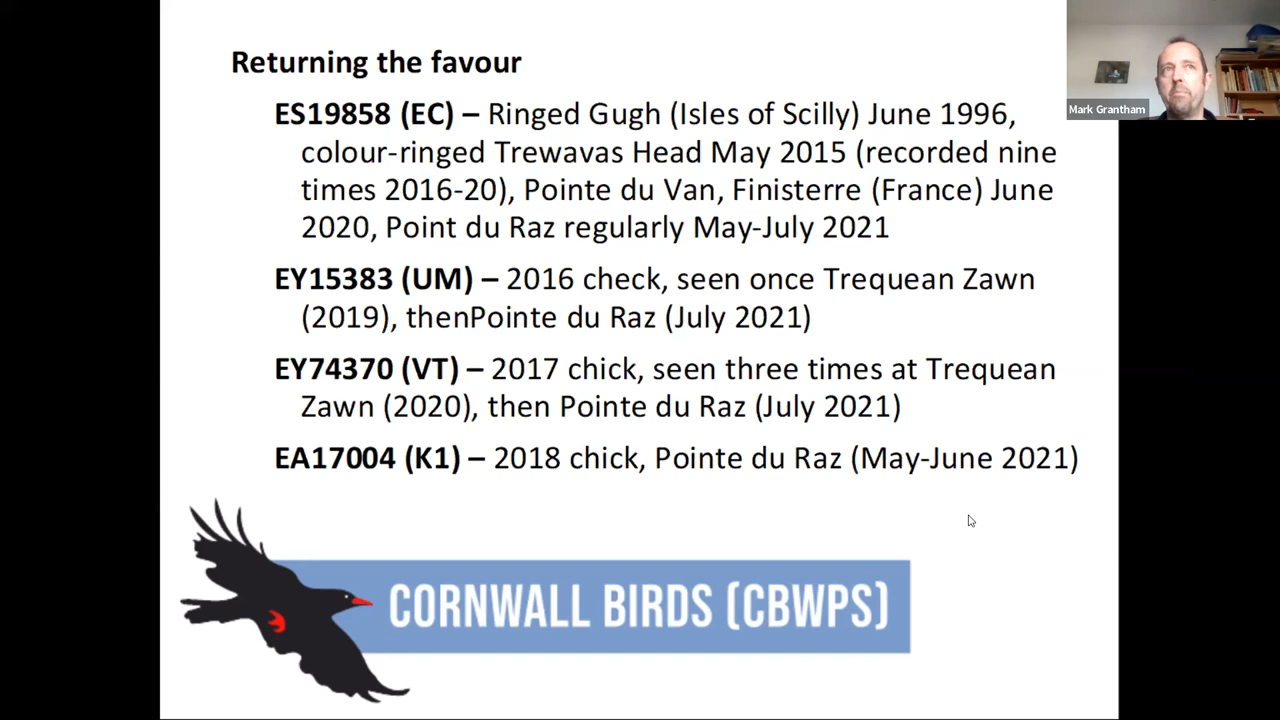 Returning the favour
ES19858 (EC) – Ringed Gugh (Isles of Scilly) June 1996,
colour-ringed Trewavas Head May 2015 (recorded nine
times 2016-20), Pointe du Van, Finisterre (France) June
2020, Point du Raz regularly May-July 2021
EY15383 (UM) – 2016 check, seen once Trequean Zawn
(2019), thenPointe du Raz (July 2021)
EY74370 (VT) – 2017 chick, seen three times at Trequean
Zawn (2020), then Pointe du Raz (July 2021)
EA17004 (K1) – 2018 chick, Pointe du Raz (May-June 2021)
CORNWALL BIRDS (CBWPS)
Mark Grantham